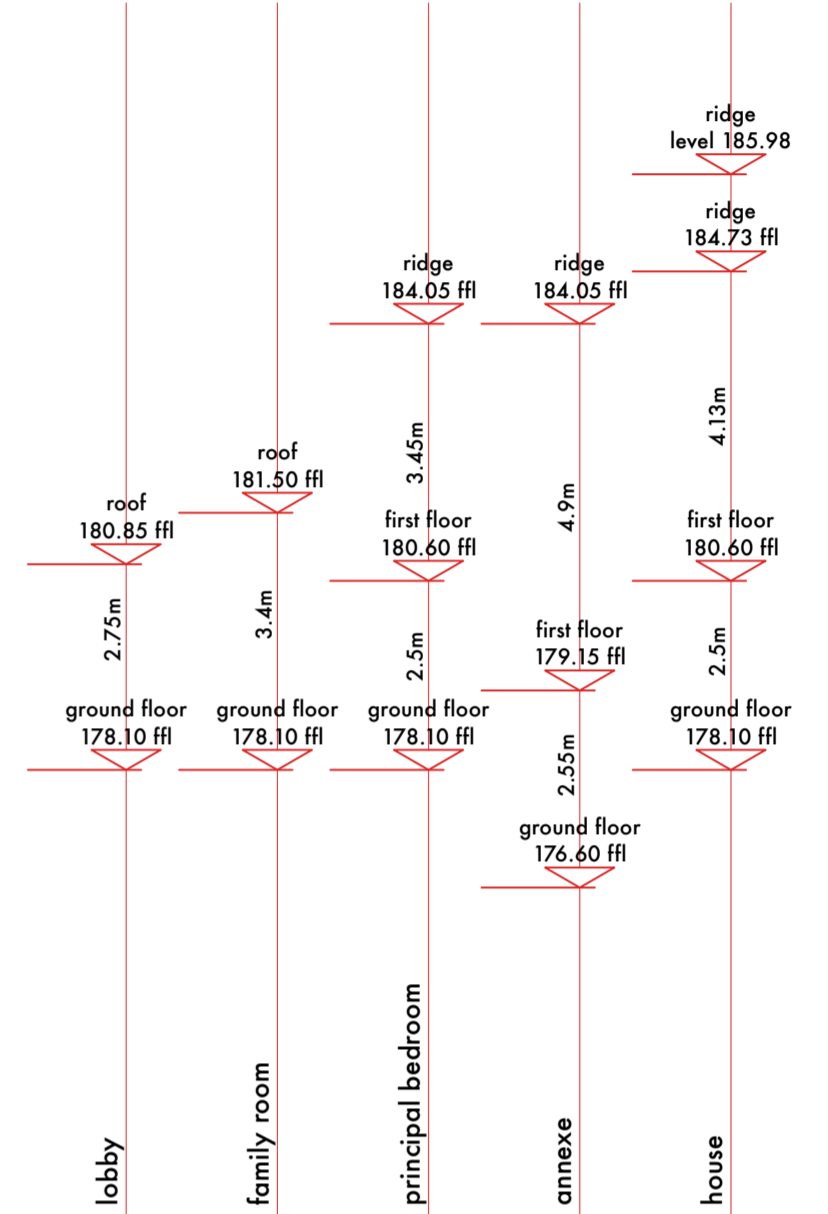 ridge
level 185.98
ridge
184.73 ffl
ridge
184.05 ffl
ridge
184.05 ffl
4.13m
3.45m
4.9m
roof
181.50 ffl
roof
180.85 ffl
first floor
180.60 ffl
first floor
180.60 ffl
2.75m
3.4m
2.5m
first floor
179.15 ffl
2.5m
ground floor
178.10 ffl
ground floor
178.10 ffl
ground floor
178.10 ffl
2.55m
ground floor
178.10 ffl
ground floor
176.60 ffl
lobby
family room
principal bedroom
annexe
house